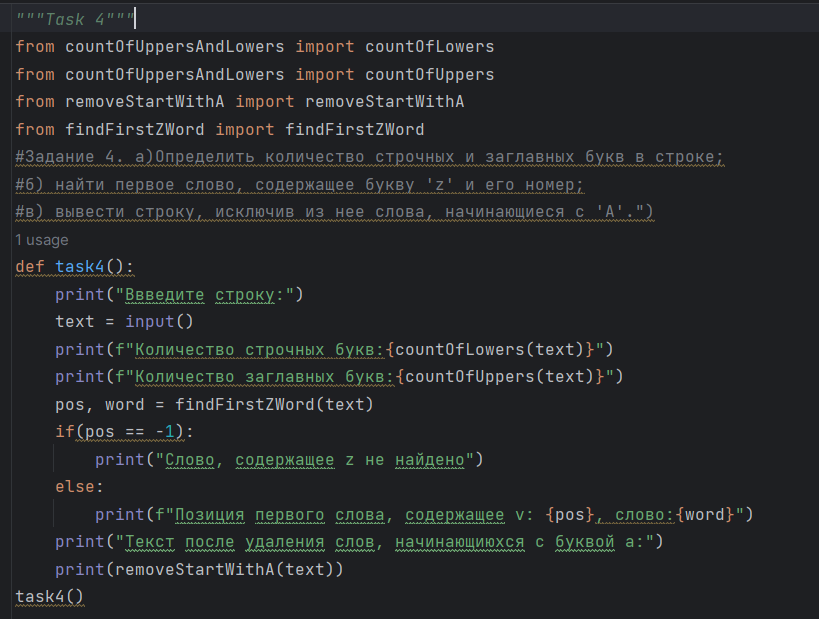 """Task 4"""
from countOfUppersAndLowers import countOfLowers
from countOfUppersAndLowers import countOfUppers
from removeStartWithA import removeStartWithA
from findFirstZWord import findFirstZWord
#Задание 4. а)Определить количество строчных и заглавных букв в строке;
#б) найти первое слово, содержащее букву 'z' и его номер;
#в) вывести строку, исключив из нее слова, начинающиеся с 'А'.")
1 usage
def task4():
    print("Ввведите строку:")
    text = input()
    print(f"Количество строчных букв:{countOfLowers(text)}")
    print(f"Количество заглавных букв:{countOfUppers(text)}")
    pos, word = findFirstZWord(text)
    if(pos == -1):
        print("Слово, содержащее z не найдено")
    else:
        print(f"Позиция первого слова, содержащее v: {pos}, слово:{word}")
    print("Текст после удаления слов, начинающиюхся с буквой а:")
    print(removeStartWithA(text))
task4()